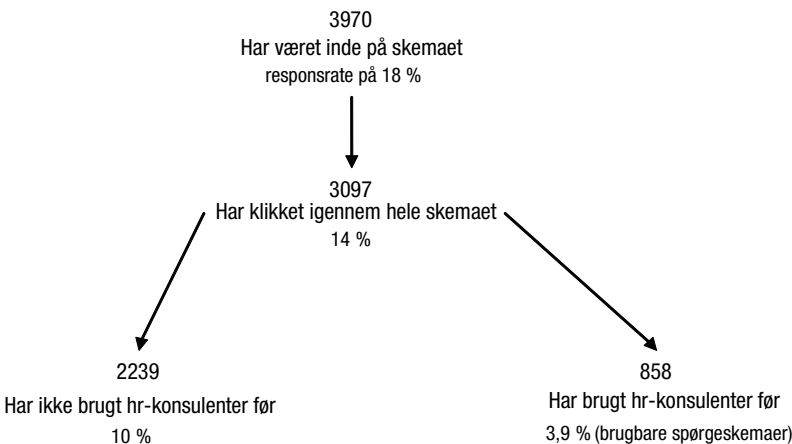 3970
Har været inde på skemaet
responsrate på 18 %
3097
Har klikket igennem hele skemaet
14 %
2239
Har ikke brugt hr-konsulenter før
10 %
858
Har brugt hr-konsulenter før
3,9 % (brugbare spørgeskemaer)